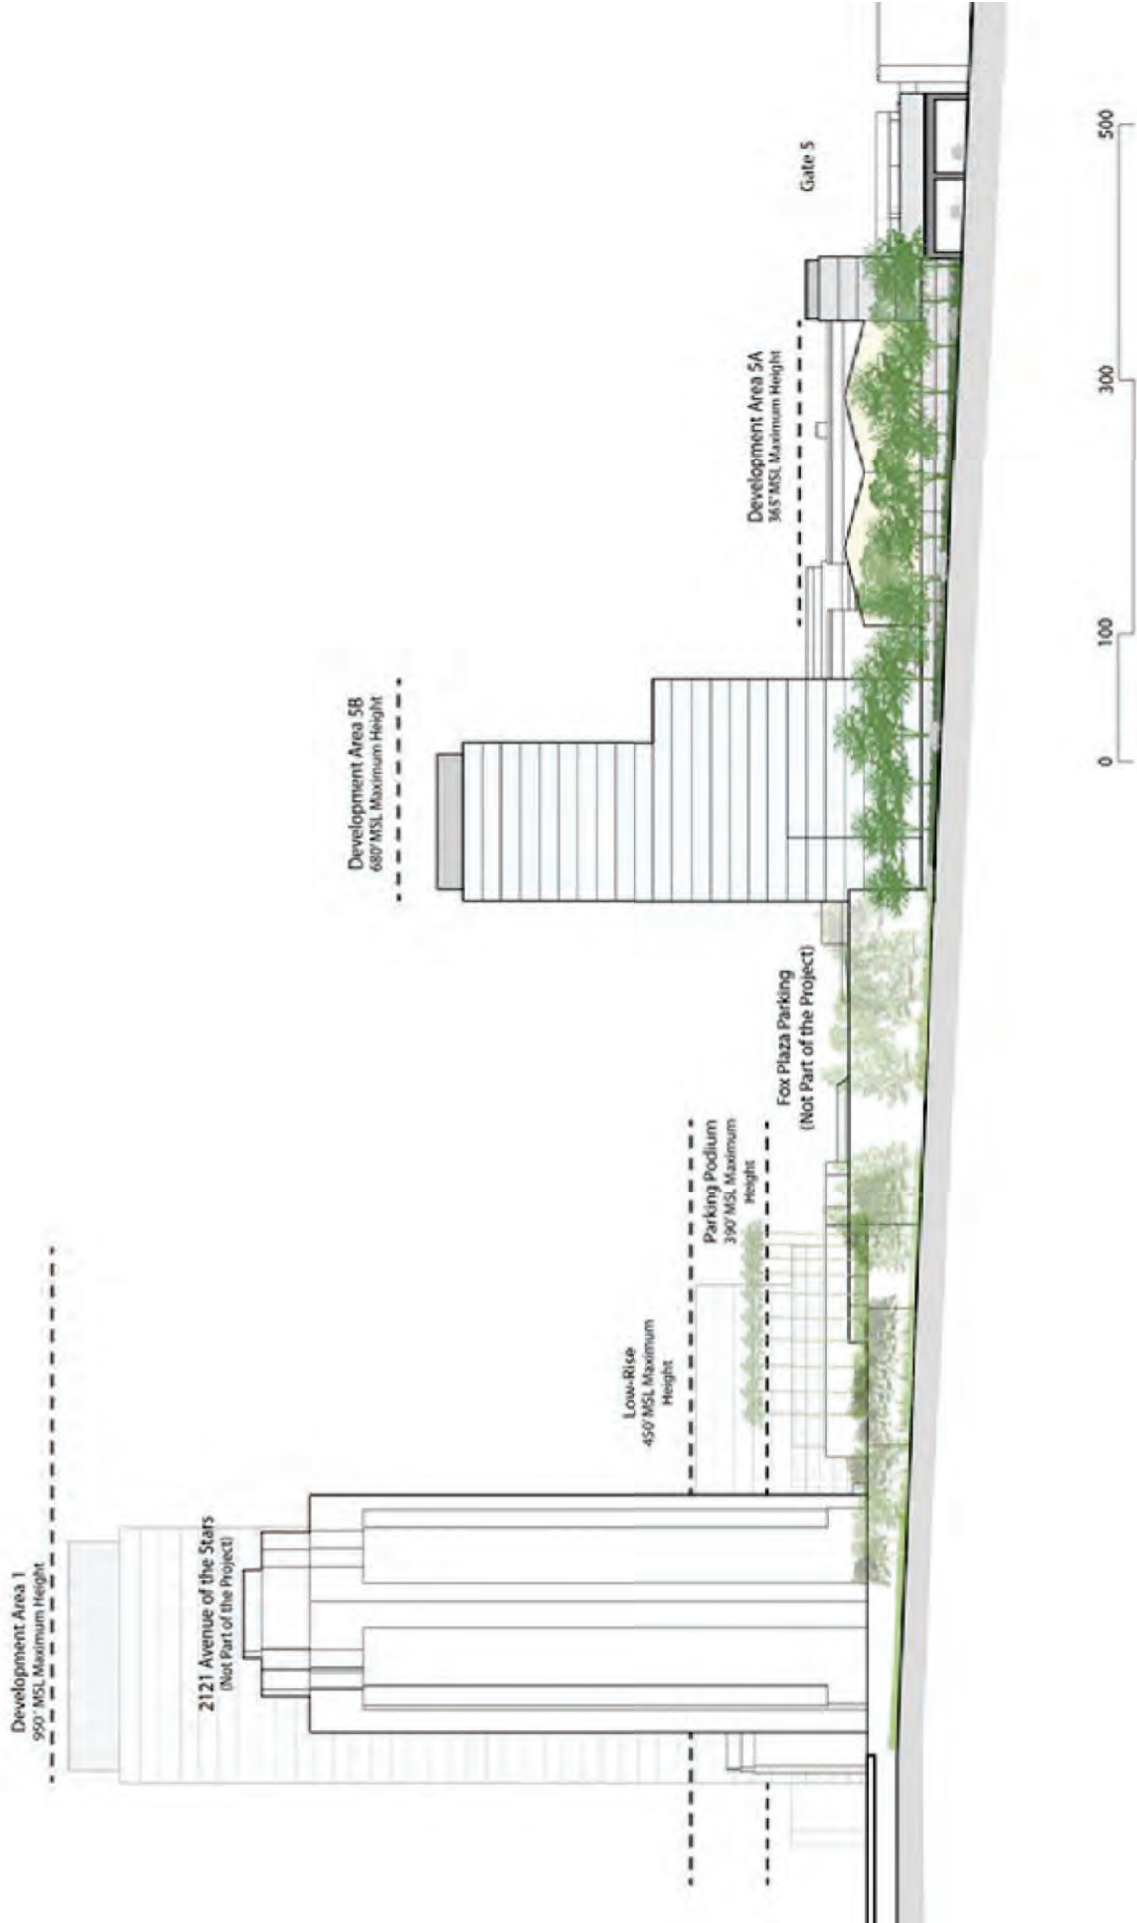 Development Area 1
950' MSL Maximum Height
2121 Avenue of the Stars
(Not Part of the Project)
Low-Rise
450' MSL Maximum
Height
Parking Podium
390' MSL Maximum
Height
Fox Plaza Parking
(Not Part of the Project)
Development Area 5B
680' MSL Maximum Height
Development Area 5A
365' MSL Maximum Height
Gate 5
0
100
300
500